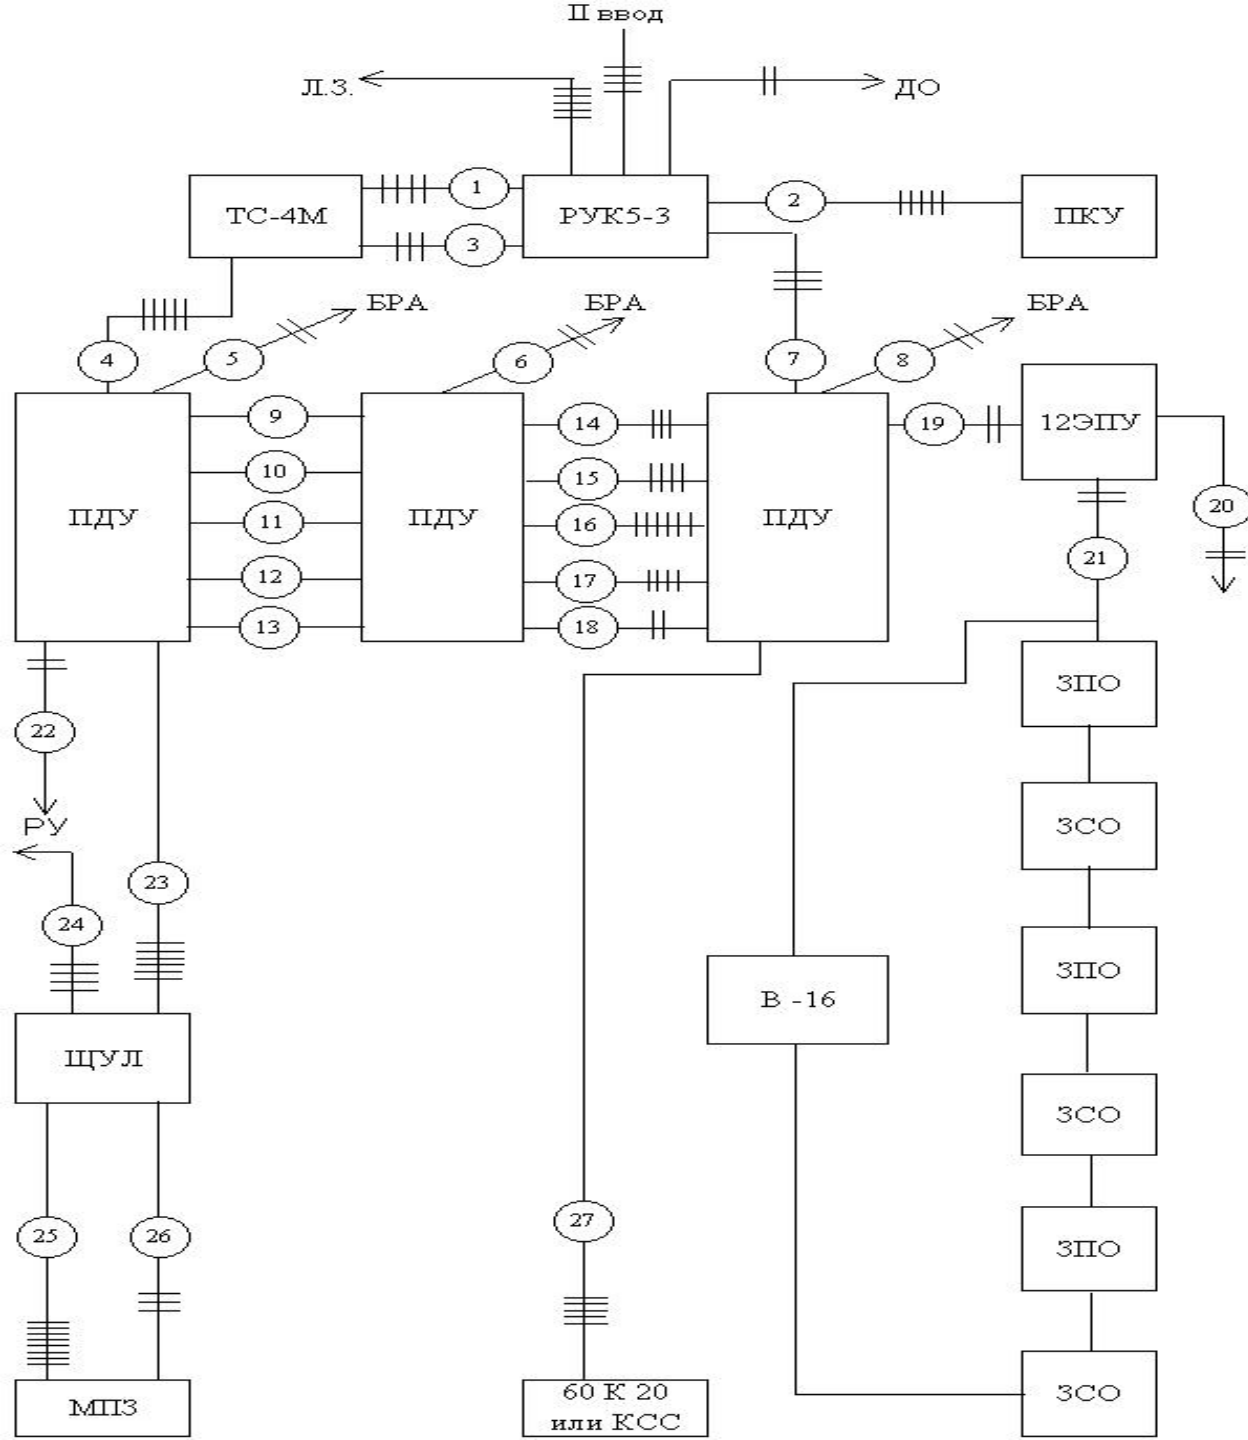 II ввод
Л.З.
ДО
1
2
ТС-4М
РУК5-3
ПКУ
3
БРА
БРА
БРА
4
5
6
7
8
9
14
19
12ЭПУ
10
15
20
ПДУ
11
ПДУ
16
ПДУ
21
12
17
13
18
ЗПО
22
РУ
ЗСО
23
24
ЗПО
В -16
ЩУЛ
ЗСО
25
26
27
ЗПО
МПЗ
60 К 20
или КСС
ЗСО